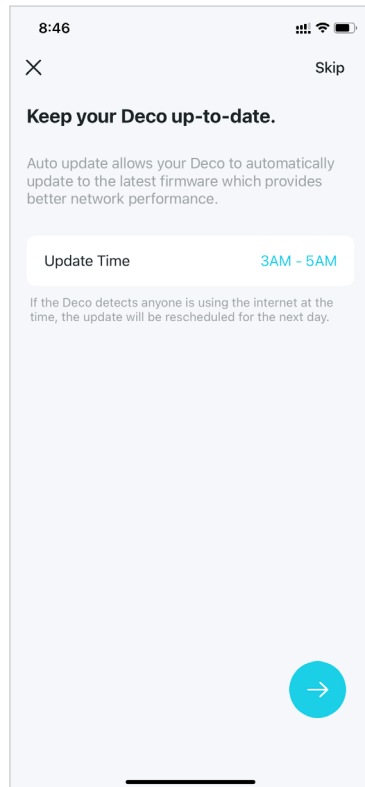 8:46
Skip
Keep your Deco up-to-date.
Auto update allows your Deco to automatically
update to the latest firmware which provides
better network performance.
Update Time 3AM - 5AM
If the Deco detects anyone is using the internet at the
time, the update will be rescheduled for the next day.